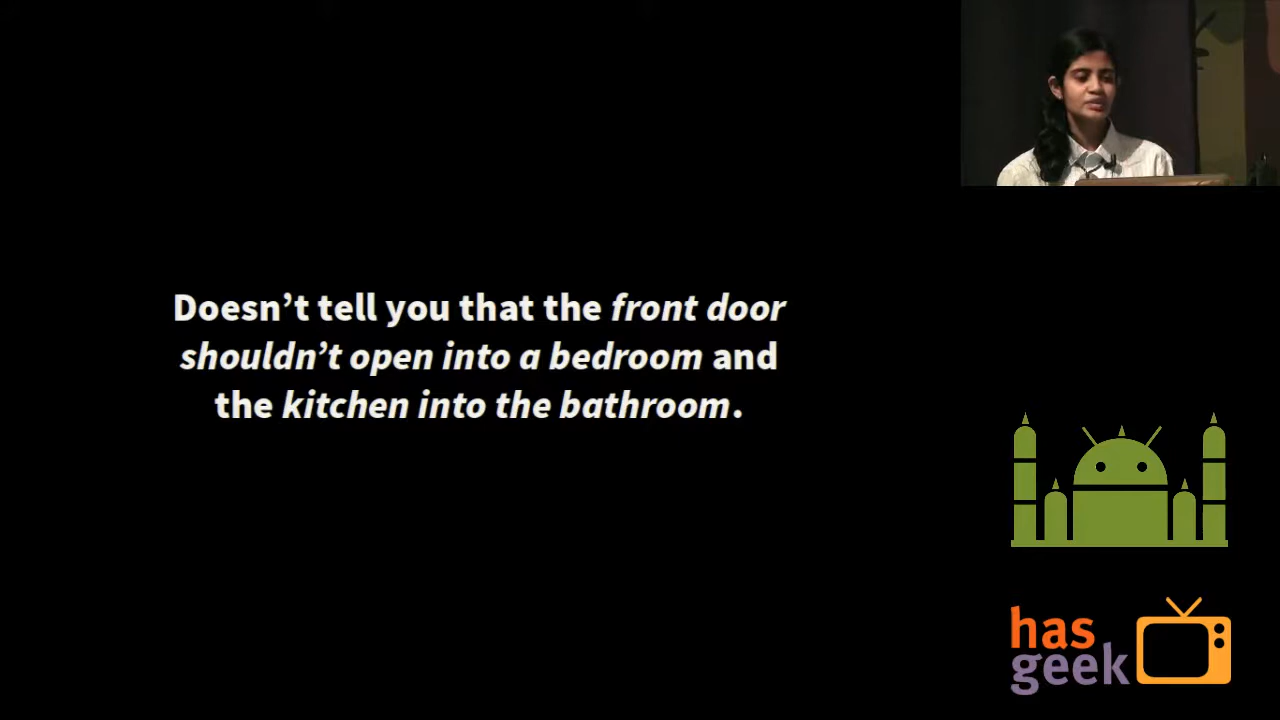 Doesn’t tell you that the front door
shouldn’t open into a bedroom and
the kitchen into the bathroom.
has
geek